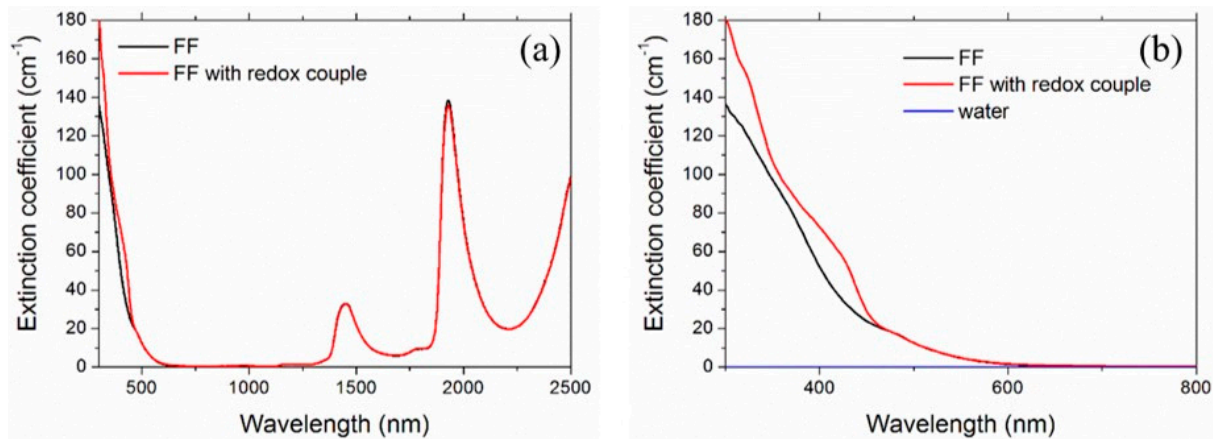 (a)
FF
FF with redox couple
Extinction coefficient (cm⁻¹)
180
160
140
120
100
80
60
40
20
0
500
1000
1500
2000
2500
Wavelength (nm)
(b)
FF
FF with redox couple
water
Extinction coefficient (cm⁻¹)
180
160
140
120
100
80
60
40
20
0
400
600
800
Wavelength (nm)